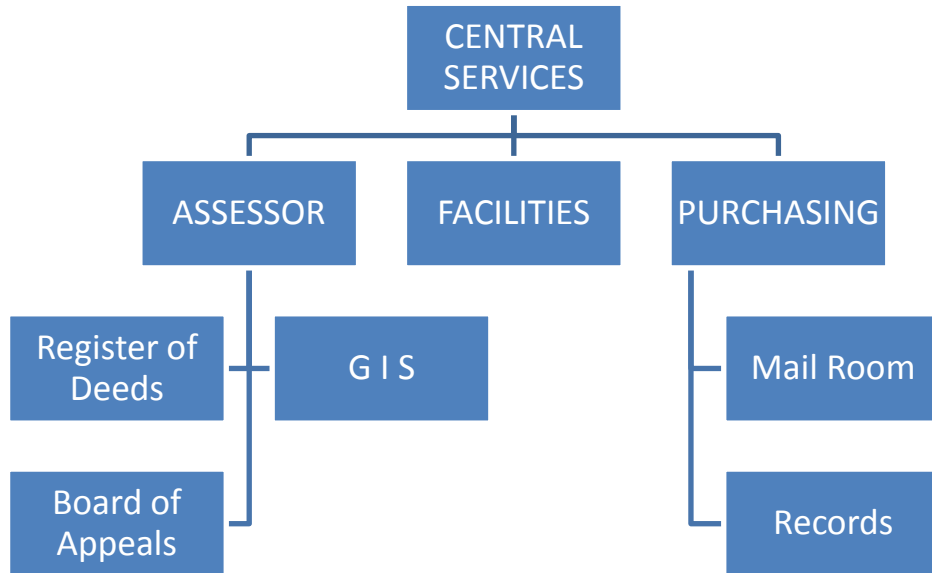 CENTRAL
SERVICES
ASSESSOR
FACILITIES
PURCHASING
Register of
Deeds
G I S
Mail Room
Board of
Appeals
Records